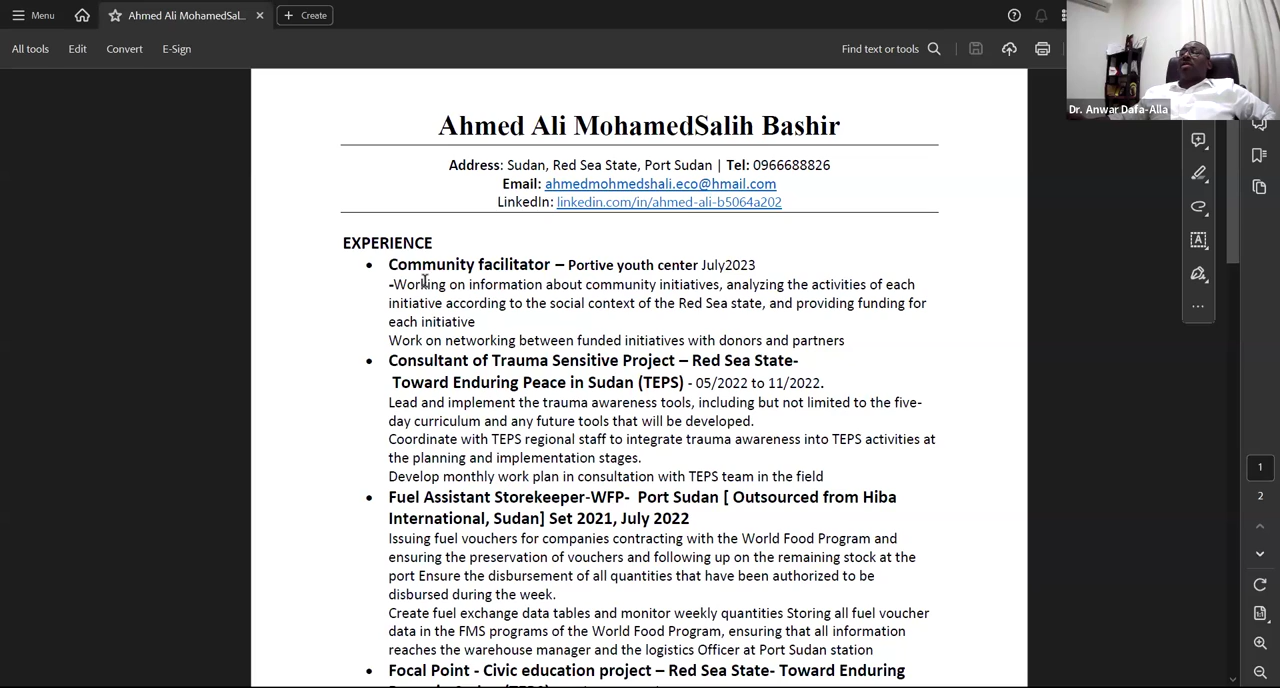 Menu
Ahmed Ali MohamedSal...
Create
All tools
Edit
Convert
E-Sign
Find text or tools
Dr. Anwar Dafa-Alla
Ahmed Ali MohamedSalih Bashir
Address: Sudan, Red Sea State, Port Sudan | Tel: 0966688826
Email: ahmedmohmedshali.eco@hmail.com
LinkedIn: linkedin.com/in/ahmed-ali-b5064a202
EXPERIENCE
• Community facilitator – Portive youth center July2023
-Working on information about community initiatives, analyzing the activities of each
initiative according to the social context of the Red Sea state, and providing funding for
each initiative
Work on networking between funded initiatives with donors and partners
• Consultant of Trauma Sensitive Project – Red Sea State-
Toward Enduring Peace in Sudan (TEPS) - 05/2022 to 11/2022.
Lead and implement the trauma awareness tools, including but not limited to the five-
day curriculum and any future tools that will be developed.
Coordinate with TEPS regional staff to integrate trauma awareness into TEPS activities at
the planning and implementation stages.
Develop monthly work plan in consultation with TEPS team in the field
• Fuel Assistant Storekeeper-WFP- Port Sudan [ Outsourced from Hiba
International, Sudan] Set 2021, July 2022
Issuing fuel vouchers for companies contracting with the World Food Program and
ensuring the preservation of vouchers and following up on the remaining stock at the
port Ensure the disbursement of all quantities that have been authorized to be
disbursed during the week.
Create fuel exchange data tables and monitor weekly quantities Storing all fuel voucher
data in the FMS programs of the World Food Program, ensuring that all information
reaches the warehouse manager and the logistics Officer at Port Sudan station
• Focal Point - Civic education project – Red Sea State- Toward Enduring
1
2